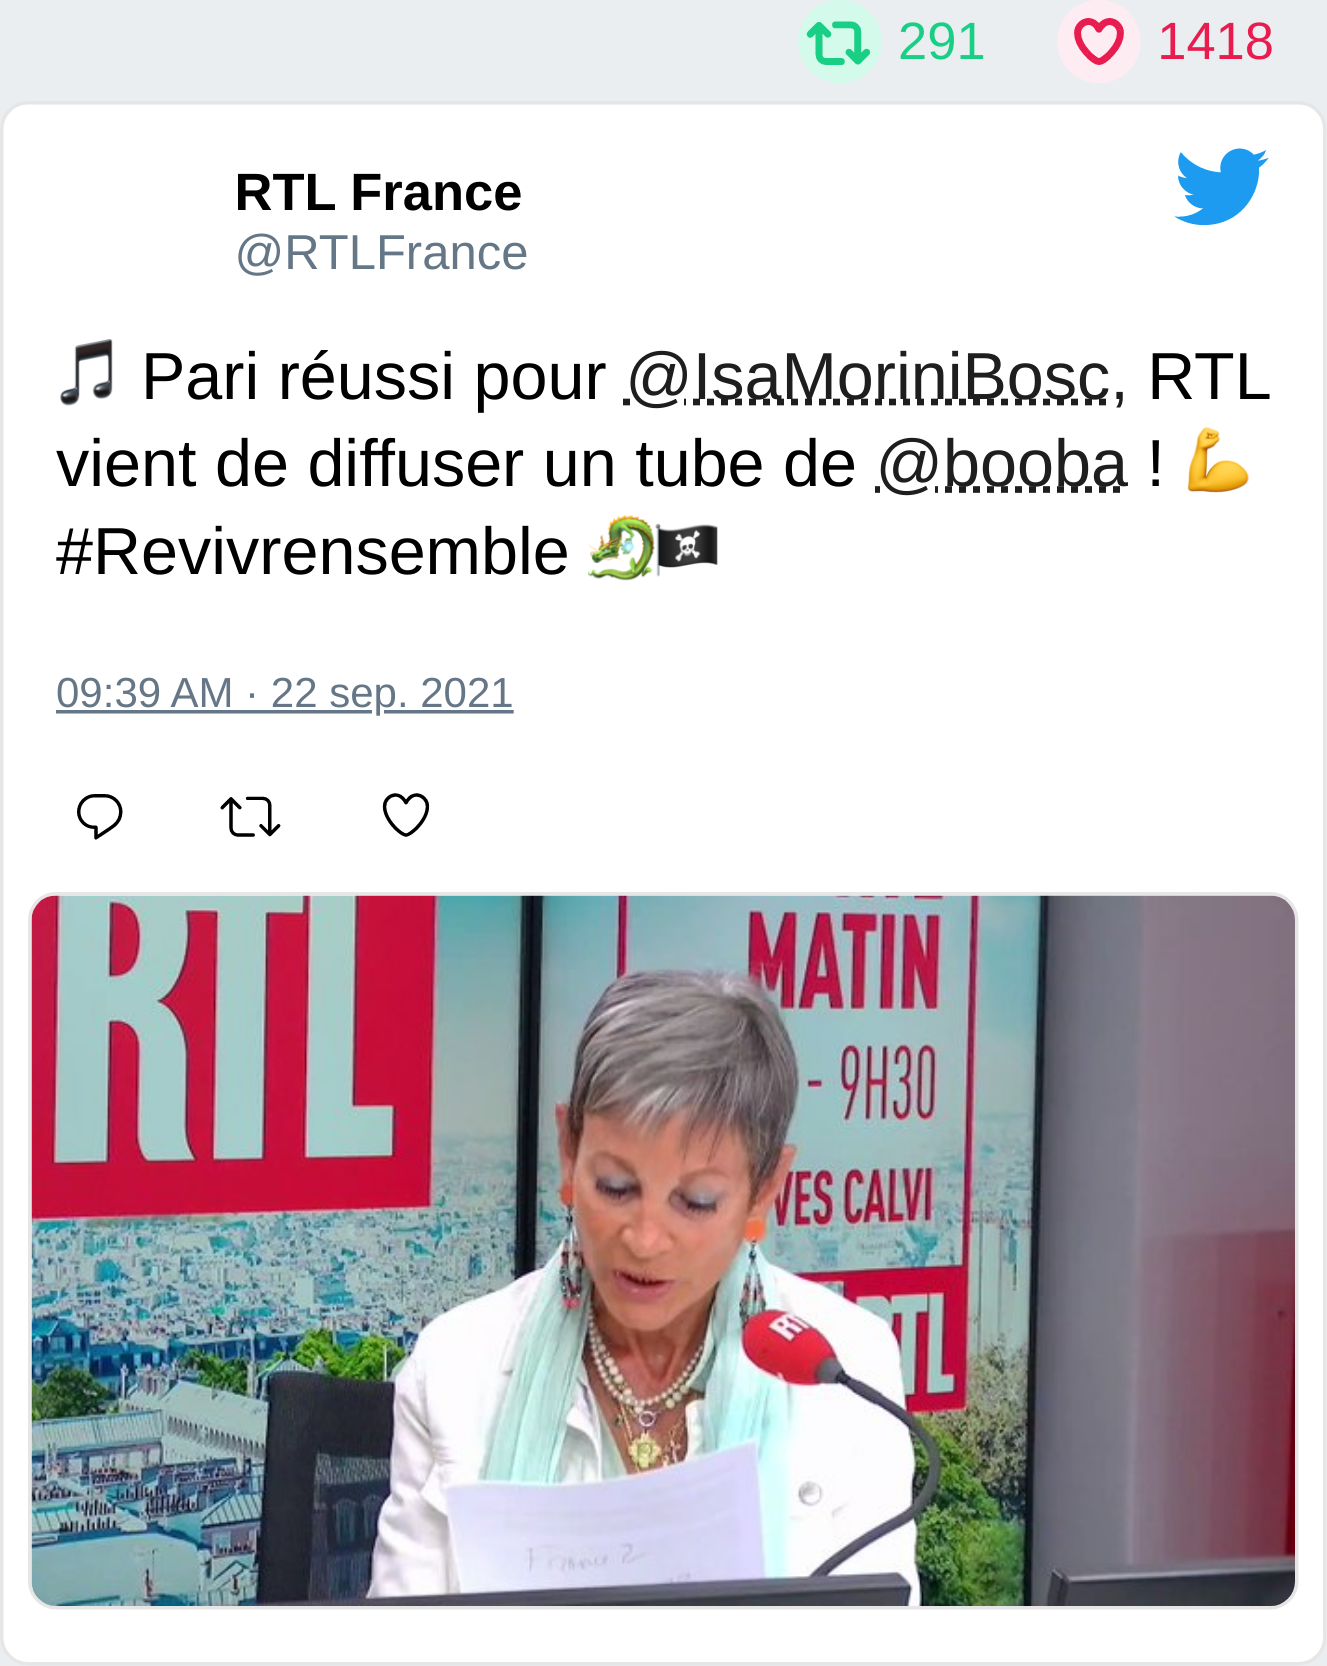 291 1418
RTL France
@RTLFrance
🎵 Pari réussi pour @IsaMoriniBosc, RTL
vient de diffuser un tube de @booba ! 💪
#Revivrensemble 🐉🏴‍☠️
09:39 AM · 22 sep. 2021
RTL
MATIN
- 9H30
VES CALVI
RTL
RTL
France 2